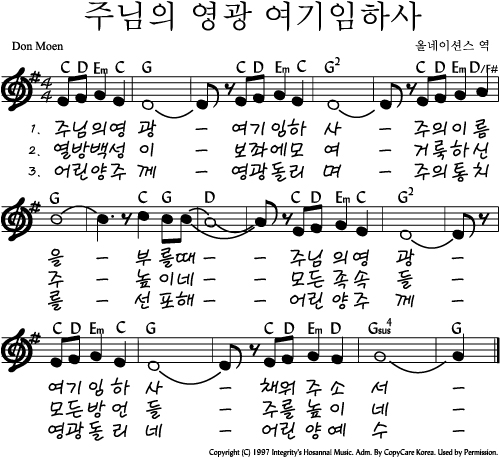 주님의 영광 여기임하사
Don Moen 올네이션스 역
C D Em C G G2 C D Em D/F#
1. 주님의영 광 - 여기임하 사 - 주의이름
2. 열방백성 이 - 보좌에모 여 - 거룩하신
3. 어린양주 께 - 영광돌리 며 - 주의통치
G C G D C D Em C G2
을 - 부를때 - 주님의영 광 -
주 - 높이네 - 모든족속 들 -
를 - 선포해 - 어린양주 께 -
C D Em C G C D Em D Gsus4 G
여기임하 사 - 채워주소 서 -
모든방언 들 - 주를높이 네 -
영광돌리 네 - 어린양예 수 -
Copyright (C) 1997 Integrity's Hosanna! Music. Adm. By CopyCare Korea. Used by Permission.